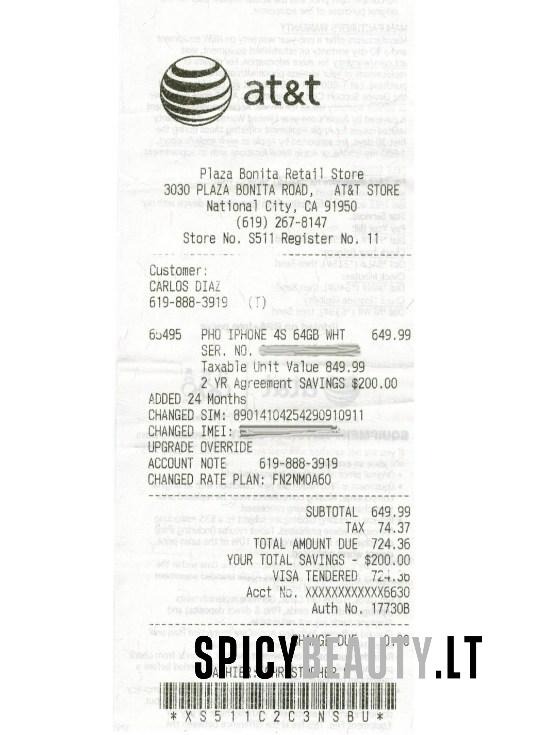 at&t
Plaza Bonita Retail Store
3030 PLAZA BONITA ROAD, AT&T STORE
National City, CA 91950
(619) 267-8147
Store No. S511 Register No. 11
Customer:
CARLOS DIAZ
619-888-3919 (T)
65495 PHO IPHONE 4S 64GB WHT 649.99
SER. NO.
Taxable Unit Value 849.99
2 YR Agreement SAVINGS $200.00
ADDED 24 Months
CHANGED SIM: 89014104254290910911
CHANGED IMEI:
UPGRADE OVERRIDE
ACCOUNT NOTE 619-888-3919
CHANGED RATE PLAN: FN2NMOA60
SUBTOTAL 649.99
TAX 74.37
TOTAL AMOUNT DUE 724.36
YOUR TOTAL SAVINGS - $200.00
VISA TENDERED 724.36
Acct No. XXXXXXXXXXXX6630
Auth No. 17730B
CHANGE DUE 0.00
SPICYBEAUTY.LT
*XS511C2C3NSBU*